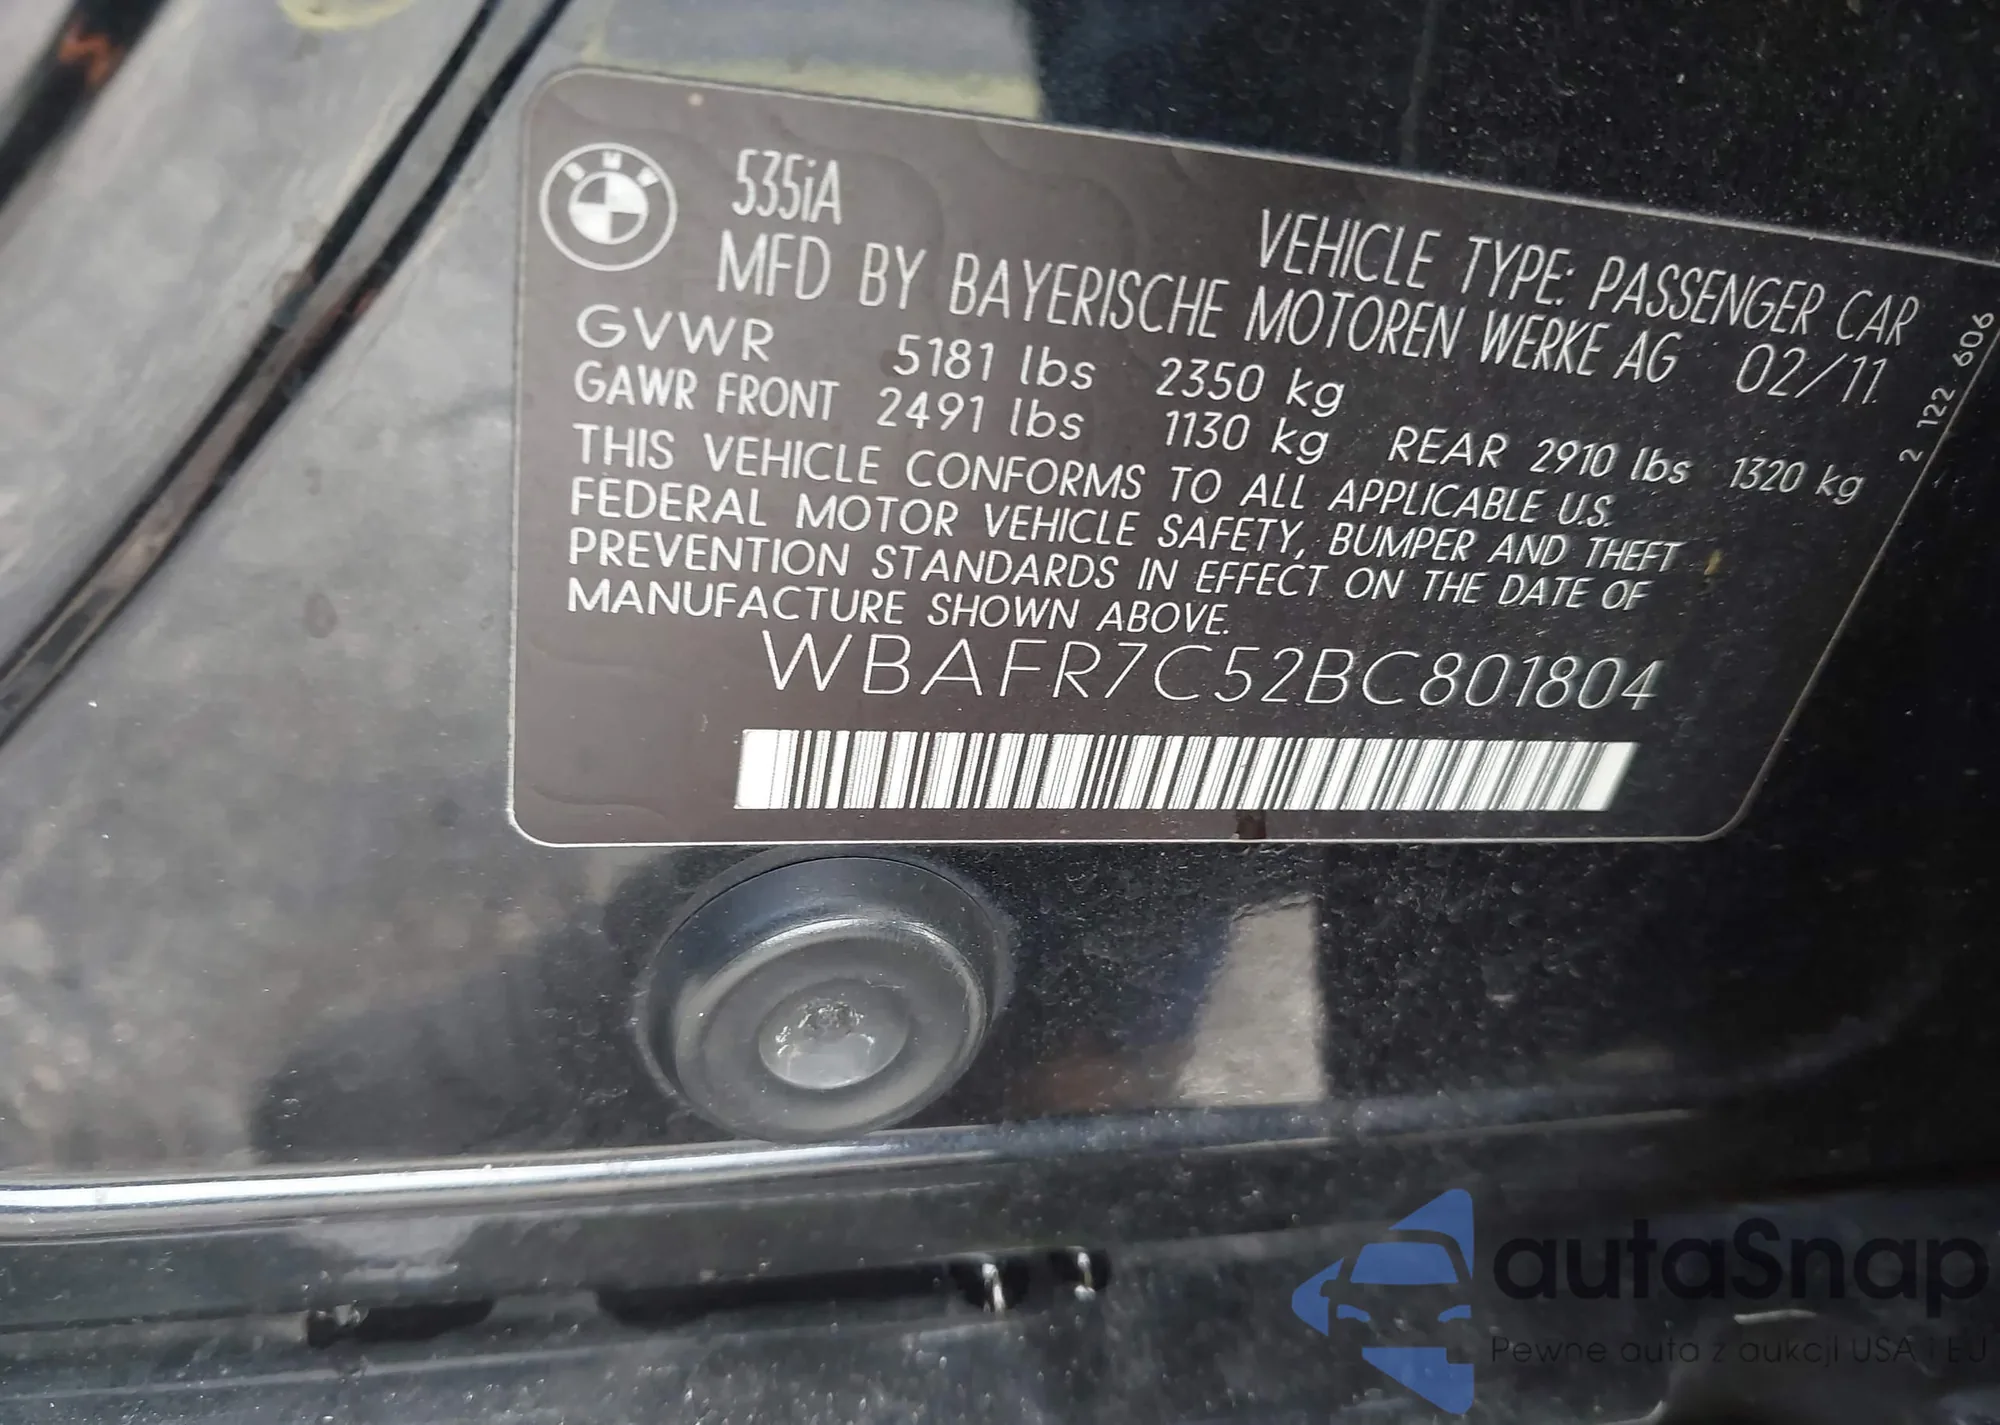 535iA
VEHICLE TYPE: PASSENGER CAR
MFD BY BAYERISCHE MOTOREN WERKE AG 02/11
GVWR 5181 lbs 2350 kg
GAWR FRONT 2491 lbs 1130 kg REAR 2910 lbs 1320 kg
THIS VEHICLE CONFORMS TO ALL APPLICABLE U.S.
FEDERAL MOTOR VEHICLE SAFETY, BUMPER AND THEFT
PREVENTION STANDARDS IN EFFECT ON THE DATE OF
MANUFACTURE SHOWN ABOVE.
WBAFR7C52BC801804
2 122 606
BMW
autaSnap
Pewne auta z aukcji USA i EU